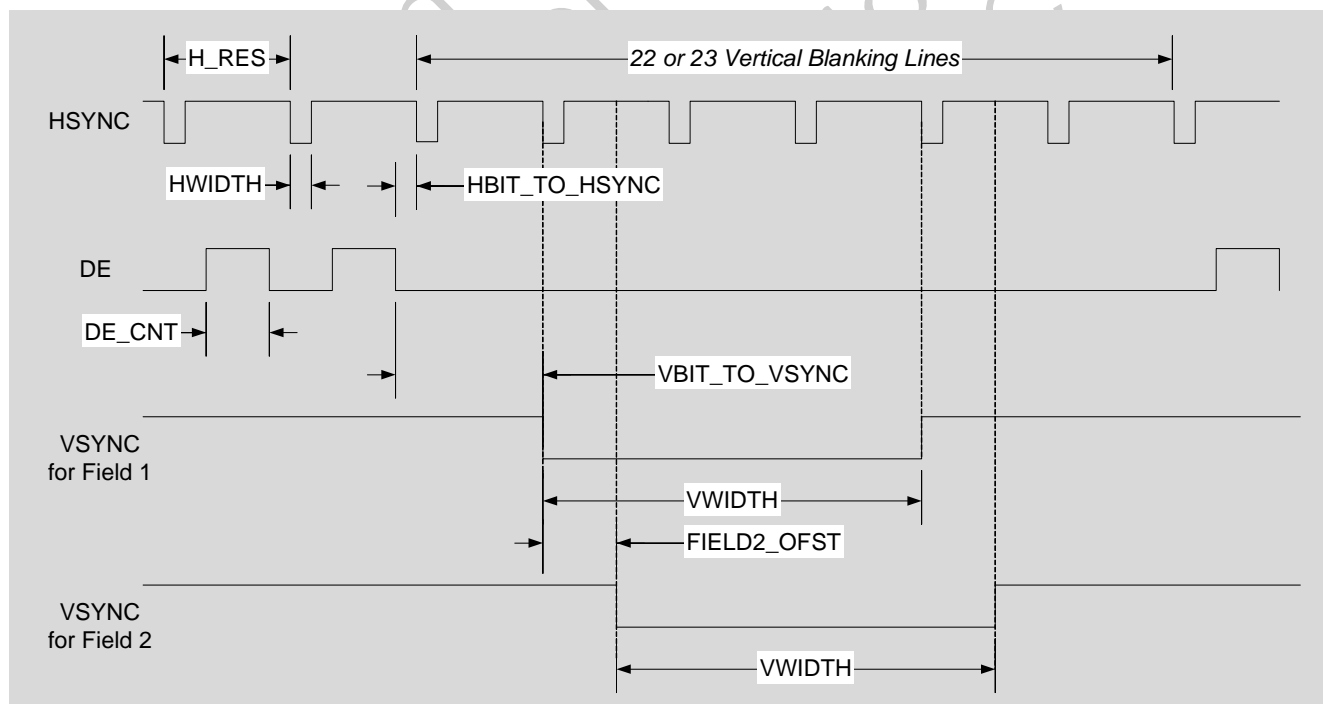 H_RES
22 or 23 Vertical Blanking Lines
HSYNC
HWIDTH
HBIT_TO_HSYNC
DE
DE_CNT
VBIT_TO_VSYNC
VSYNC
for Field 1
VWIDTH
FIELD2_OFST
VSYNC
for Field 2
VWIDTH